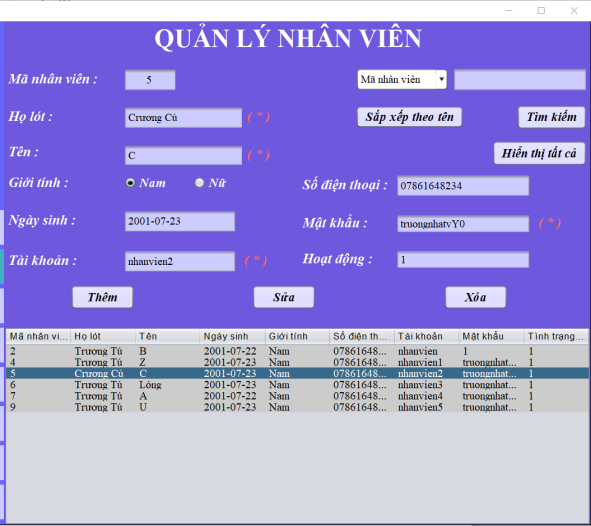 QUẢN LÝ NHÂN VIÊN
Mã nhân viên : 5 Mã nhân viên
Họ lót : Crương Cú ( * ) Sắp xếp theo tên Tìm kiếm
Tên : C ( * ) Hiển thị tất cả
Giới tính : Nam Nữ Số điện thoại : 07861648234
Ngày sinh : 2001-07-23 Mật khẩu : truongnhatvY0 ( * )
Tài khoản : nhanvien2 ( * ) Hoạt động : 1
Thêm Sửa Xóa
Mã nhân vi... Họ lót Tên Ngày sinh Giới tính Số điện th... Tài khoản Mật khẩu Tình trạng...
2 Trương Tú B 2001-07-22 Nam 07861648... nhanvien 1 1
4 Trương Tú Z 2001-07-23 Nam 07861648... nhanvien1 truongnhat... 1
5 Crương Cú C 2001-07-23 Nam 07861648... nhanvien2 truongnhat... 1
6 Trương Tú Lóng 2001-07-23 Nam 07861648... nhanvien3 truongnhat... 1
7 Trương Tú A 2001-07-22 Nam 07861648... nhanvien4 truongnhat... 1
9 Trương Tú U 2001-07-23 Nam 07861648... nhanvien5 truongnhat... 1